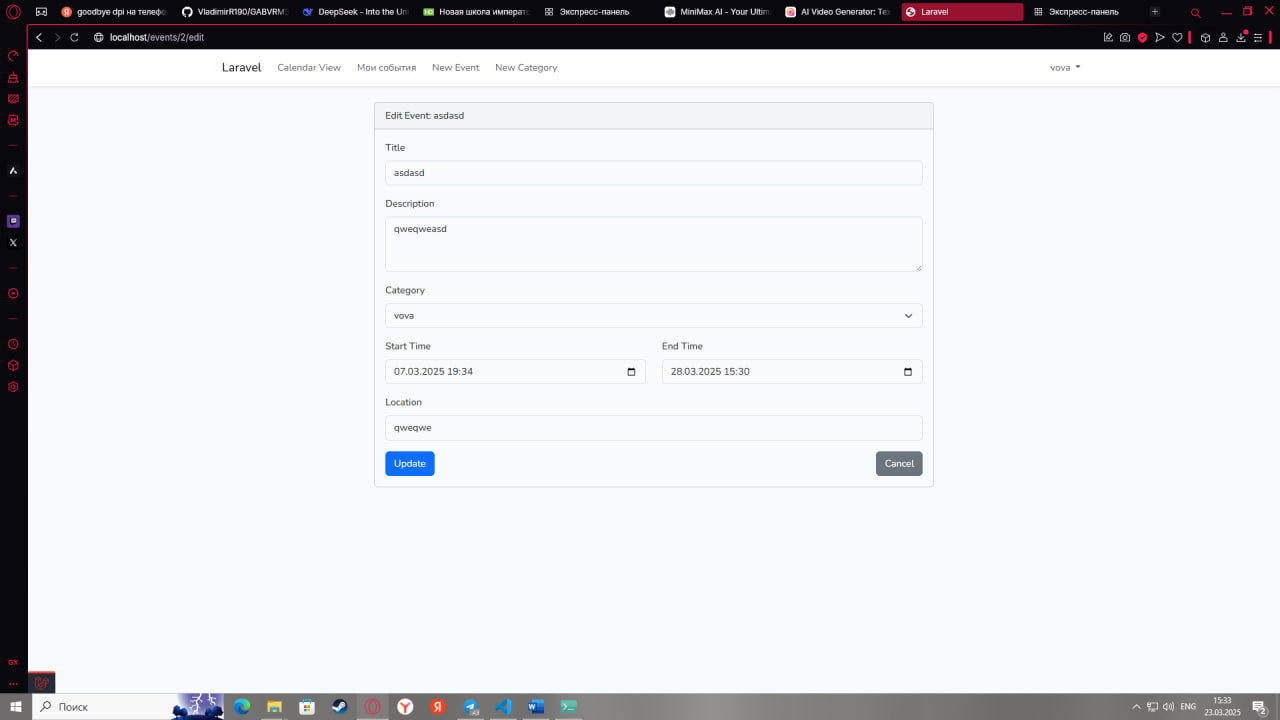 goodbye dpi на телефо
VladimirR190/GABVRM3
DeepSeek - Into the Un
Новая школа императо
Экспресс-панель
MiniMax AI - Your Ultim
AI Video Generator: Tex
Laravel
Экспресс-панель
localhost/events/2/edit
Laravel Calendar View Мои события New Event New Category vova
Edit Event: asdasd
Title
asdasd
Description
qweqweasd
Category
vova
Start Time End Time
07.03.2025 19:34 28.03.2025 15:30
Location
qweqwe
Update Cancel
GX
Поиск
ENG
15:33
23.03.2025
2